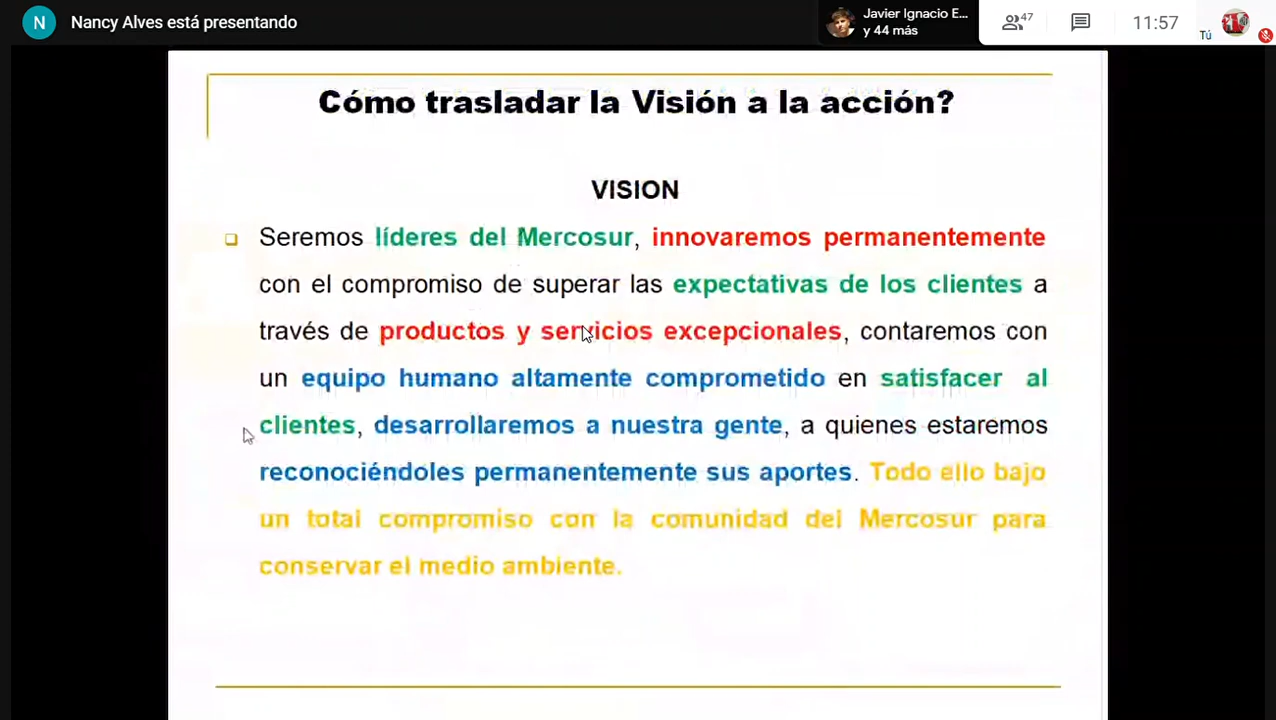 N Nancy Alves está presentando
Javier Ignacio E...
y 44 más
47
11:57
Tú
Cómo trasladar la Visión a la acción?
VISION
Seremos líderes del Mercosur, innovaremos permanentemente
con el compromiso de superar las expectativas de los clientes a
través de productos y servicios excepcionales, contaremos con
un equipo humano altamente comprometido en satisfacer al
clientes, desarrollaremos a nuestra gente, a quienes estaremos
reconociéndoles permanentemente sus aportes. Todo ello bajo
un total compromiso con la comunidad del Mercosur para
conservar el medio ambiente.